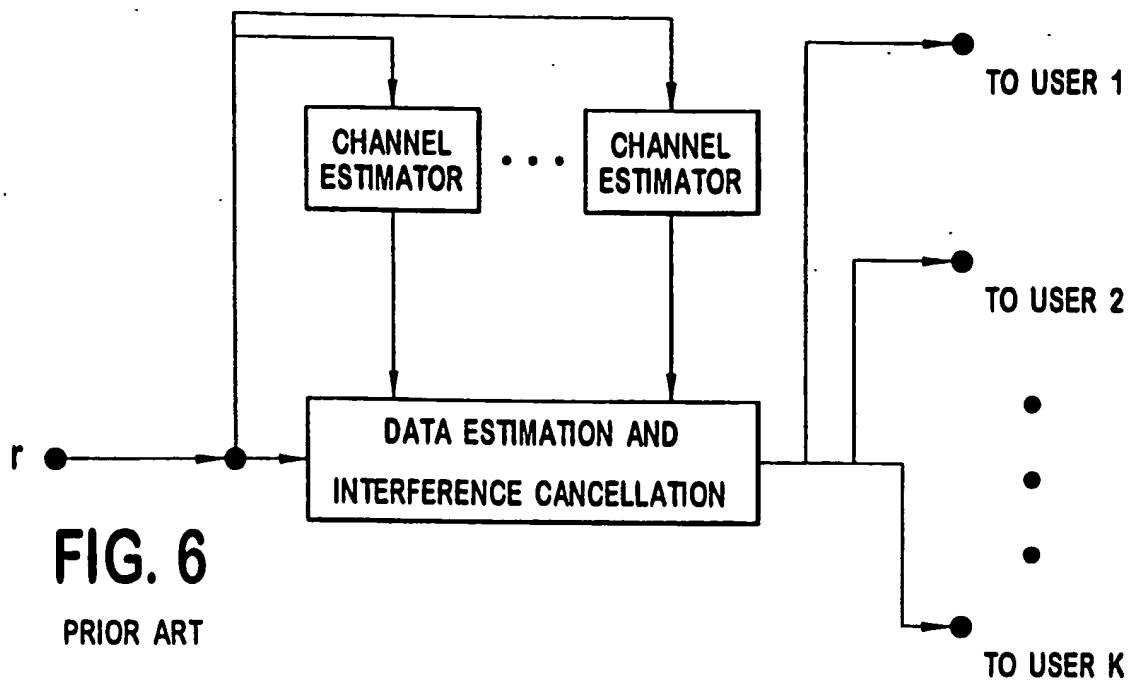 TO USER 1
CHANNEL
ESTIMATOR
CHANNEL
ESTIMATOR
TO USER 2
r
DATA ESTIMATION AND
INTERFERENCE CANCELLATION
FIG. 6
PRIOR ART
TO USER K